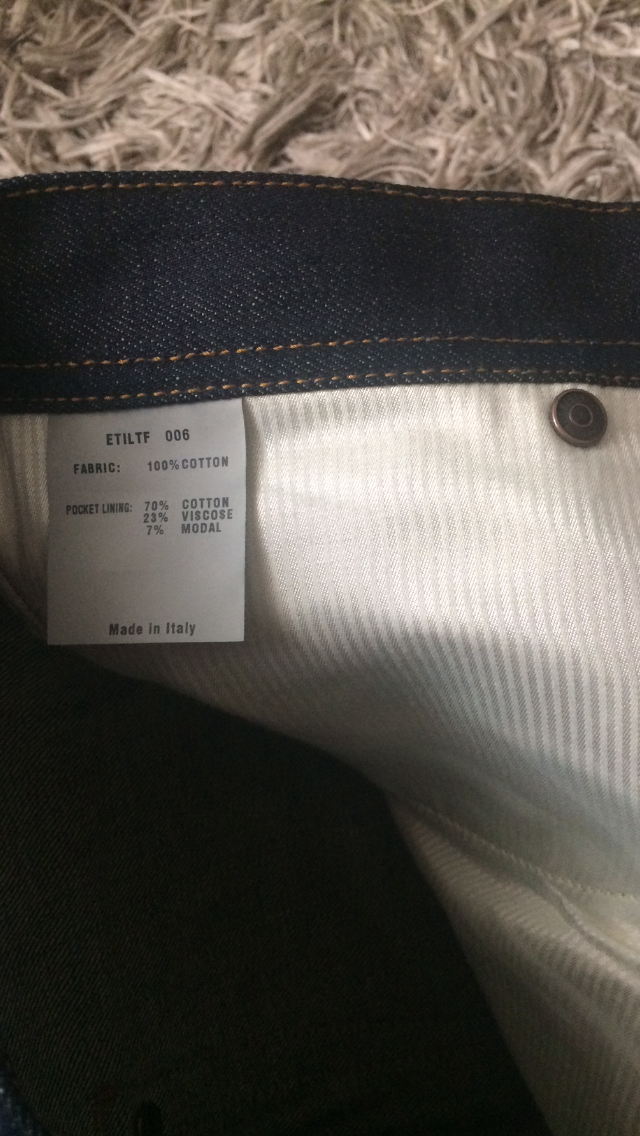 ETILTF 006
FABRIC: 100% COTTON
POCKET LINING: 70% COTTON
23% VISCOSE
7% MODAL
Made in Italy